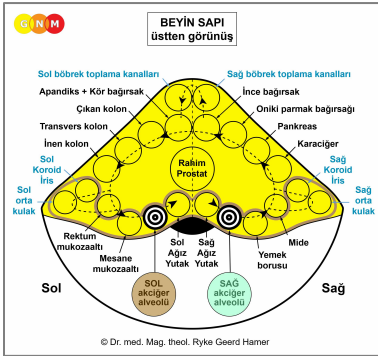 GNM
BEYİN SAPI
üstten görünüş
Sol böbrek toplama kanalları
Sağ böbrek toplama kanalları
Apandiks + Kör bağırsak
İnce bağırsak
Çıkan kolon
Oniki parmak bağırsağı
Transvers kolon
Pankreas
İnen kolon
Karaciğer
Rahim
Prostat
Sol
Koroid
İris
Sağ
Koroid
İris
Sol
orta
kulak
Sağ
orta
kulak
Rektum
mukozaaltı
Mesane
mukozaaltı
Sol
Ağız
Yutak
Sağ
Ağız
Yutak
Yemek
borusu
Mide
SOL
akciğer
alveolü
SAĞ
akciğer
alveolü
Sol
Sağ
© Dr. med. Mag. theol. Ryke Geerd Hamer